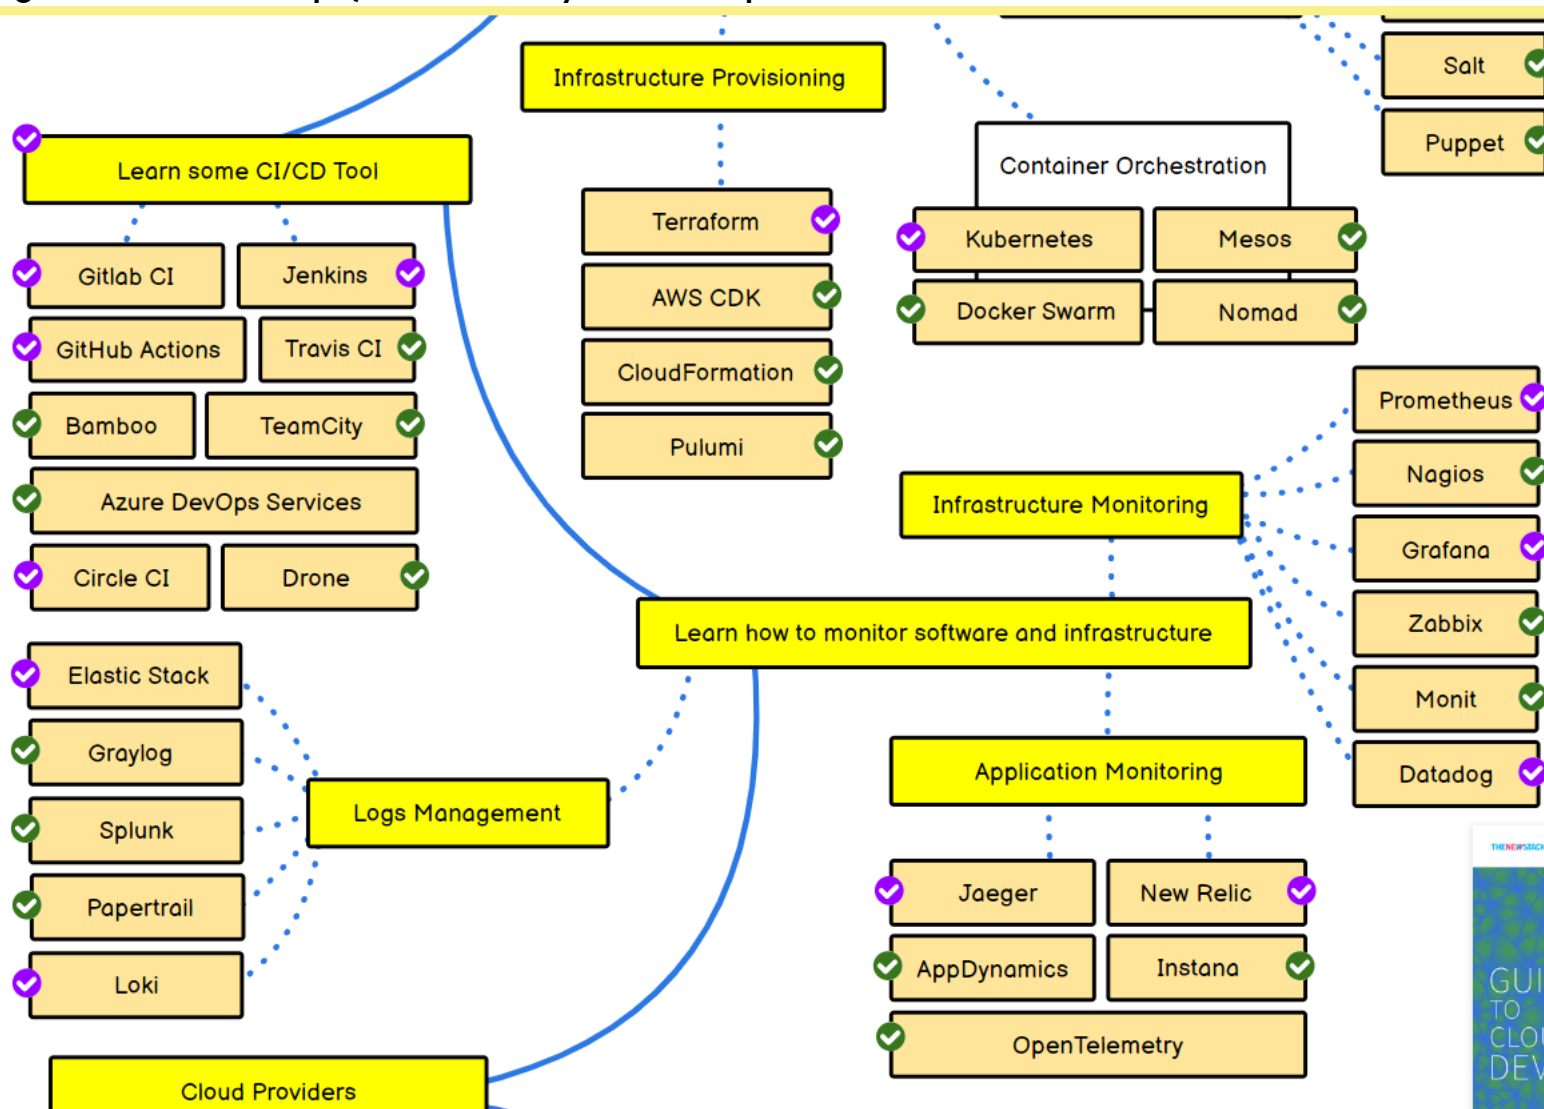 Infrastructure Provisioning
Salt
Puppet
Learn some CI/CD Tool
Container Orchestration
Terraform
AWS CDK
CloudFormation
Pulumi
Kubernetes
Mesos
Docker Swarm
Nomad
Gitlab CI
Jenkins
GitHub Actions
Travis CI
Bamboo
TeamCity
Azure DevOps Services
Circle CI
Drone
Infrastructure Monitoring
Prometheus
Nagios
Grafana
Zabbix
Monit
Datadog
Learn how to monitor software and infrastructure
Elastic Stack
Graylog
Splunk
Papertrail
Loki
Logs Management
Application Monitoring
Jaeger
New Relic
AppDynamics
Instana
OpenTelemetry
Cloud Providers
THENEWSTACK
TO